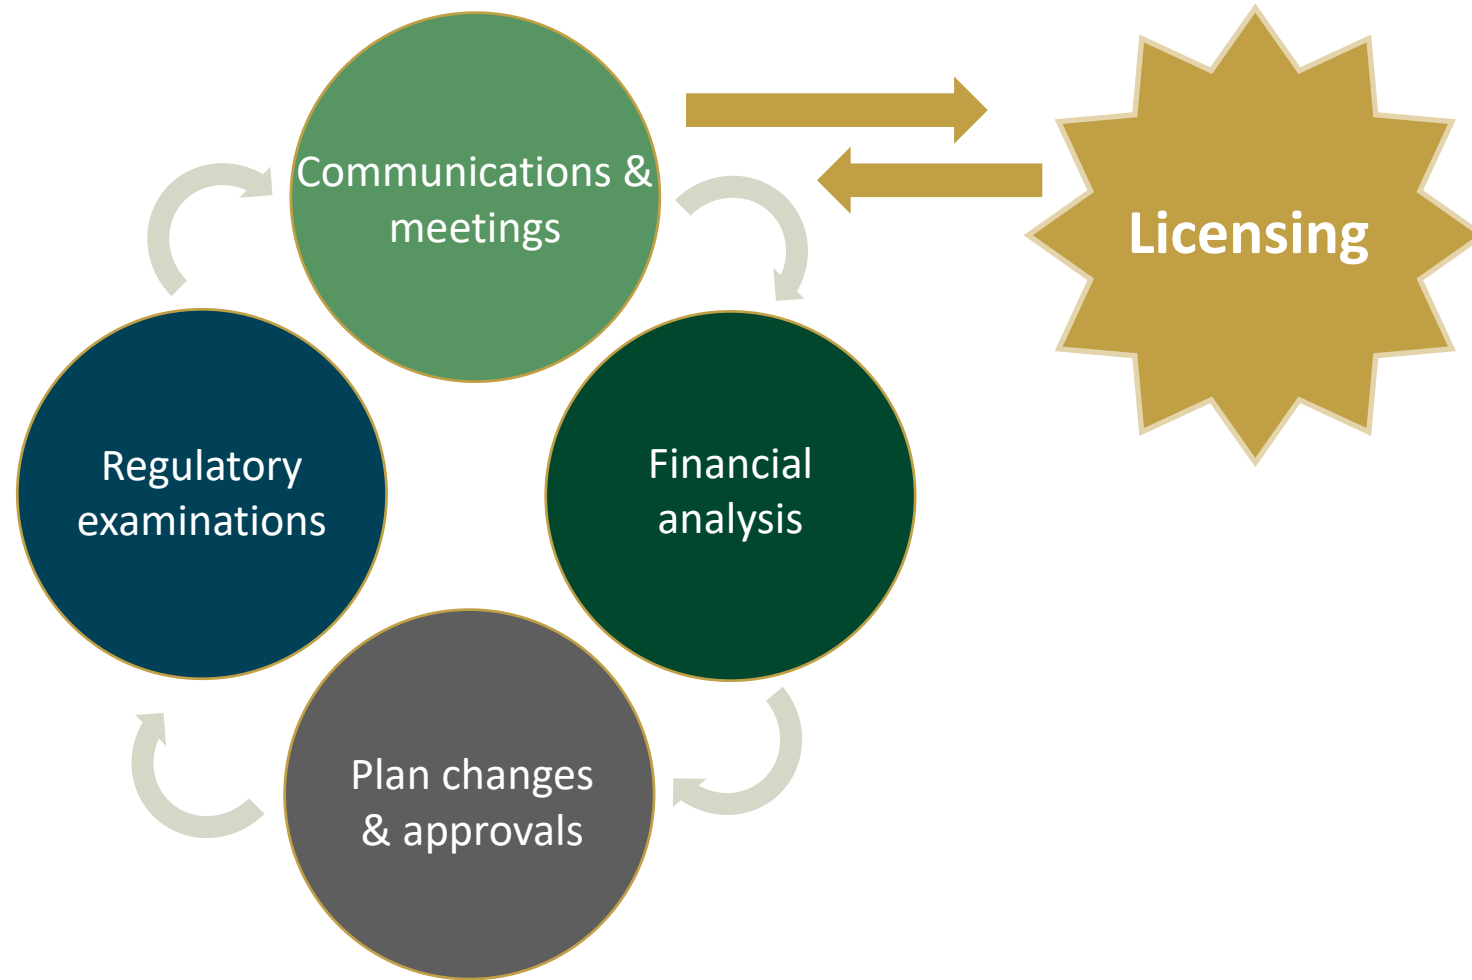 Communications &
meetings
Licensing
Regulatory
examinations
Financial
analysis
Plan changes
& approvals